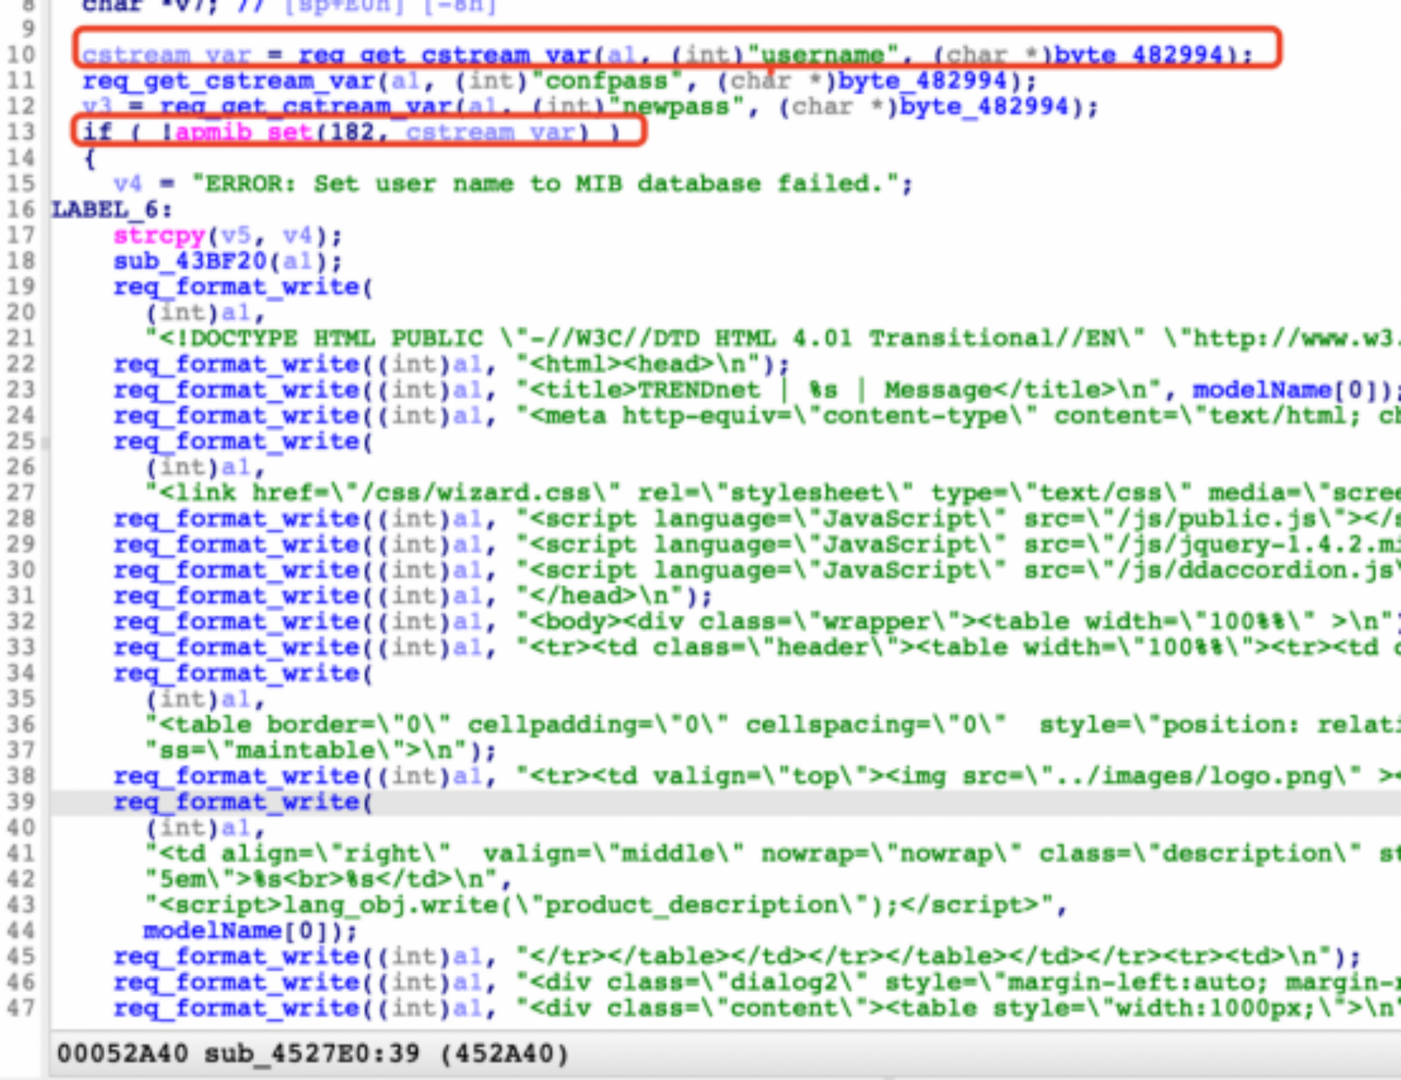 8 char *v7; // [sp+E0h] [-8h]
9
10 cstream_var = req_get_cstream_var(a1, (int)"username", (char *)byte_482994);
11 req_get_cstream_var(a1, (int)"confpass", (char *)byte_482994);
12 v3 = req_get_cstream_var(a1, (int)"newpass", (char *)byte_482994);
13 if ( !apmib_set(182, cstream_var) )
14 {
15 v4 = "ERROR: Set user name to MIB database failed.";
16 LABEL_6:
17 strcpy(v5, v4);
18 sub_43BF20(a1);
19 req_format_write(
20 (int)a1,
21 "<!DOCTYPE HTML PUBLIC \"-//W3C//DTD HTML 4.01 Transitional//EN\" \"http://www.w3.
22 req_format_write((int)a1, "<html><head>\n");
23 req_format_write((int)a1, "<title>TRENDnet | %s | Message</title>\n", modelName[0]);
24 req_format_write((int)a1, "<meta http-equiv=\"content-type\" content=\"text/html; ch
25 req_format_write(
26 (int)a1,
27 "<link href=\"/css/wizard.css\" rel=\"stylesheet\" type=\"text/css\" media=\"scree
28 req_format_write((int)a1, "<script language=\"JavaScript\" src=\"/js/public.js\"></s
29 req_format_write((int)a1, "<script language=\"JavaScript\" src=\"/js/jquery-1.4.2.mi
30 req_format_write((int)a1, "<script language=\"JavaScript\" src=\"/js/ddaccordion.js\
31 req_format_write((int)a1, "</head>\n");
32 req_format_write((int)a1, "<body><div class=\"wrapper\"><table width=\"100%%\" >\n")
33 req_format_write((int)a1, "<tr><td class=\"header\"><table width=\"100%%\"><tr><td c
34 req_format_write(
35 (int)a1,
36 "<table border=\"0\" cellpadding=\"0\" cellspacing=\"0\"  style=\"position: relati
37 "ss=\"maintable\">\n");
38 req_format_write((int)a1, "<tr><td valign=\"top\"><img src=\"../images/logo.png\" ><
39 req_format_write(
40 (int)a1,
41 "<td align=\"right\"  valign=\"middle\" nowrap=\"nowrap\" class=\"description\" st
42 "5em\">%s<br>%s</td>\n",
43 "<script>lang_obj.write(\"product_description\");</script>",
44 modelName[0]);
45 req_format_write((int)a1, "</tr></table></td></tr></table></td></tr><tr><td>\n");
46 req_format_write((int)a1, "<div class=\"dialog2\" style=\"margin-left:auto; margin-r
47 req_format_write((int)a1, "<div class=\"content\"><table style=\"width:1000px;\">\n"
00052A40 sub_4527E0:39 (452A40)